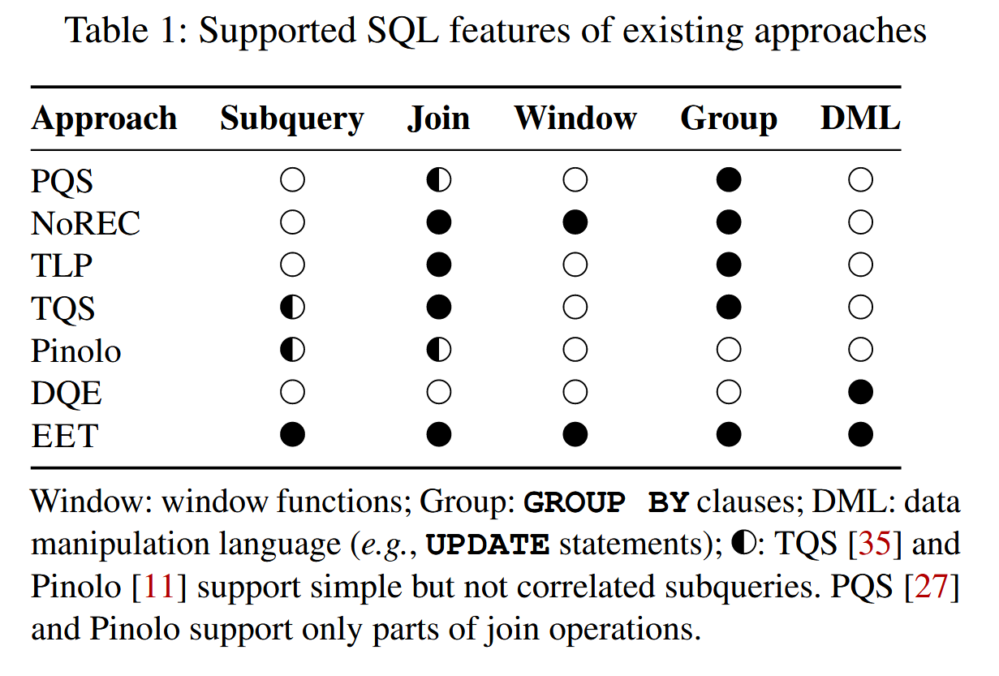 Table 1: Supported SQL features of existing approaches
Approach Subquery Join Window Group DML
PQS ○ ◐ ○ ● ○
NoREC ○ ● ● ● ○
TLP ○ ● ○ ● ○
TQS ◐ ● ○ ● ○
Pinolo ◐ ◐ ○ ○ ○
DQE ○ ○ ○ ○ ●
EET ● ● ● ● ●
Window: window functions; Group: GROUP BY clauses; DML: data
manipulation language (e.g., UPDATE statements); ◐: TQS [35] and
Pinolo [11] support simple but not correlated subqueries. PQS [27]
and Pinolo support only parts of join operations.